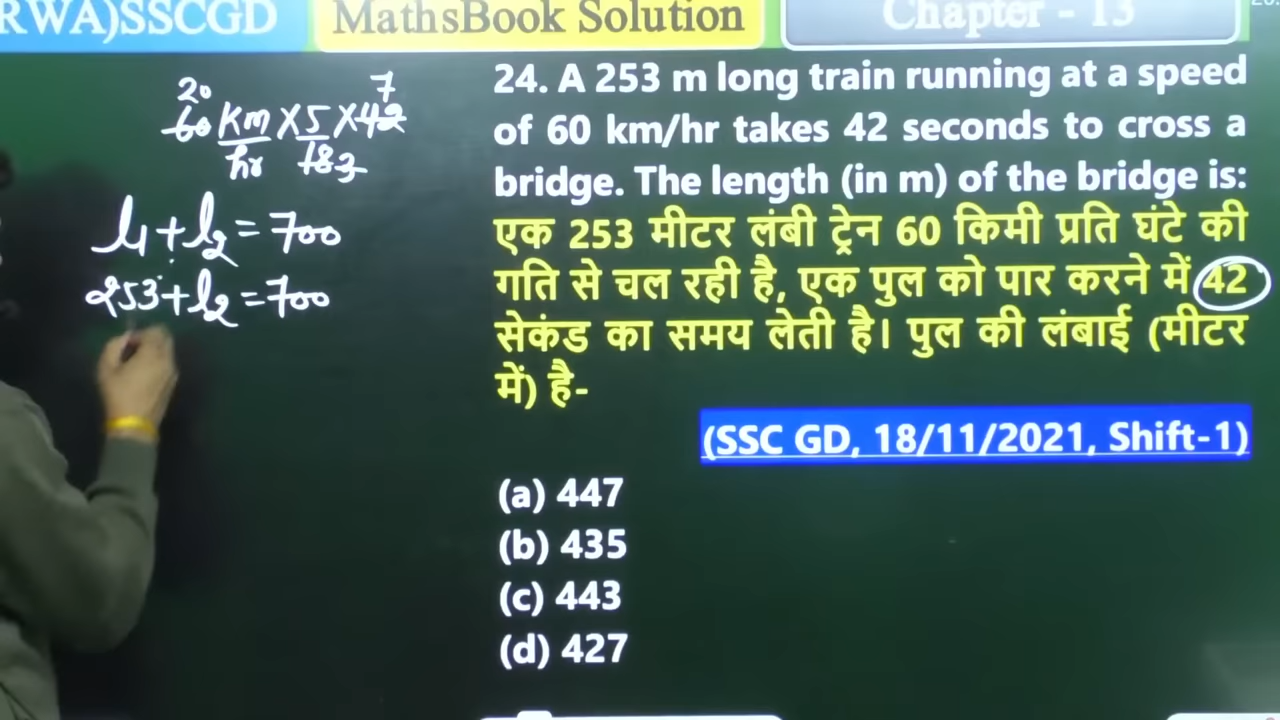 RWA)SSCGD
MathsBook Solution
Chapter - 13
24. A 253 m long train running at a speed
of 60 km/hr takes 42 seconds to cross a
bridge. The length (in m) of the bridge is:
एक 253 मीटर लंबी ट्रेन 60 किमी प्रति घंटे की
गति से चल रही है, एक पुल को पार करने में 42
सेकंड का समय लेती है। पुल की लंबाई (मीटर
में) है-
(SSC GD, 18/11/2021, Shift-1)
(a) 447
(b) 435
(c) 443
(d) 427
20 7
60 Km/hr × 5/18 3 × 42
l1 + l2 = 700
253 + l2 = 700